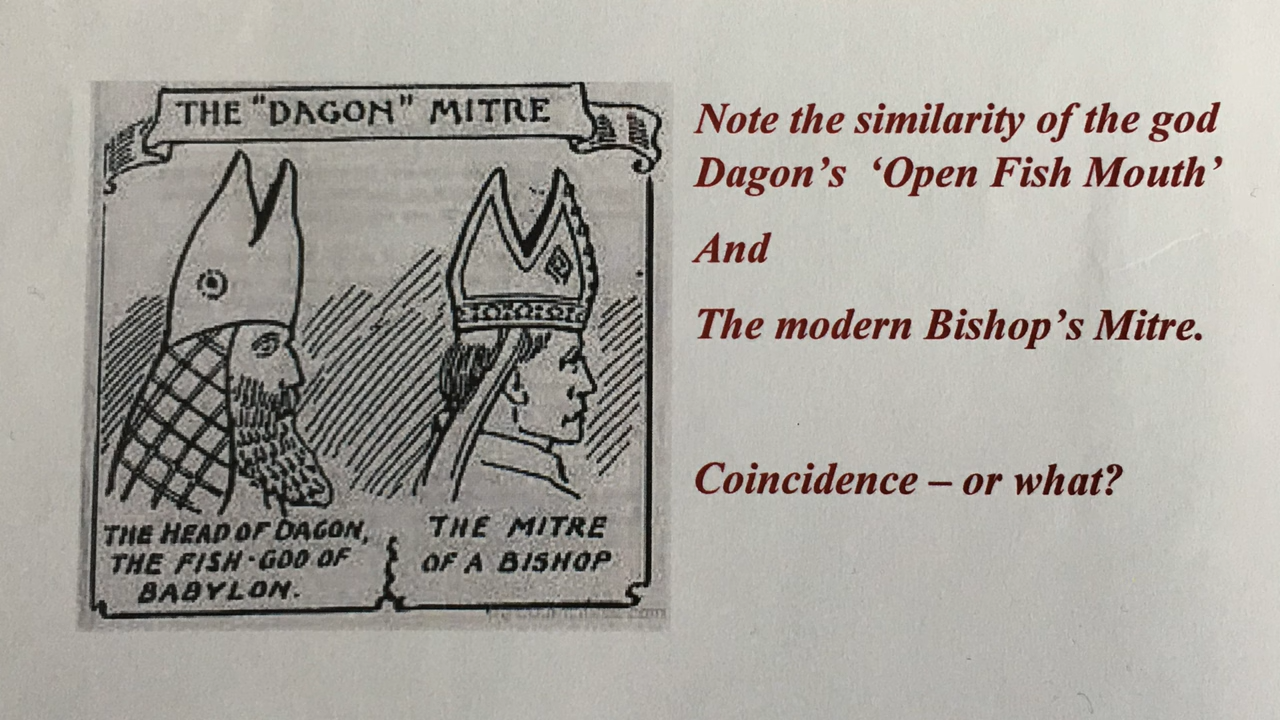 THE "DAGON" MITRE
THE HEAD OF DAGON,
THE FISH-GOD OF
BABYLON.
THE MITRE
OF A BISHOP
Note the similarity of the god
Dagon's 'Open Fish Mouth'
And
The modern Bishop's Mitre.
Coincidence – or what?